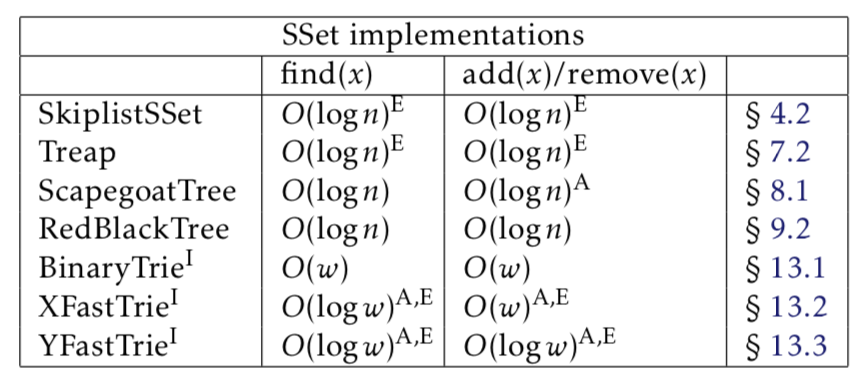 SSet implementations
find(x) add(x)/remove(x)
SkiplistSSet O(log n)^E O(log n)^E § 4.2
Treap O(log n)^E O(log n)^E § 7.2
ScapegoatTree O(log n) O(log n)^A § 8.1
RedBlackTree O(log n) O(log n) § 9.2
BinaryTrie^I O(w) O(w) § 13.1
XFastTrie^I O(log w)^A,E O(w)^A,E § 13.2
YFastTrie^I O(log w)^A,E O(log w)^A,E § 13.3